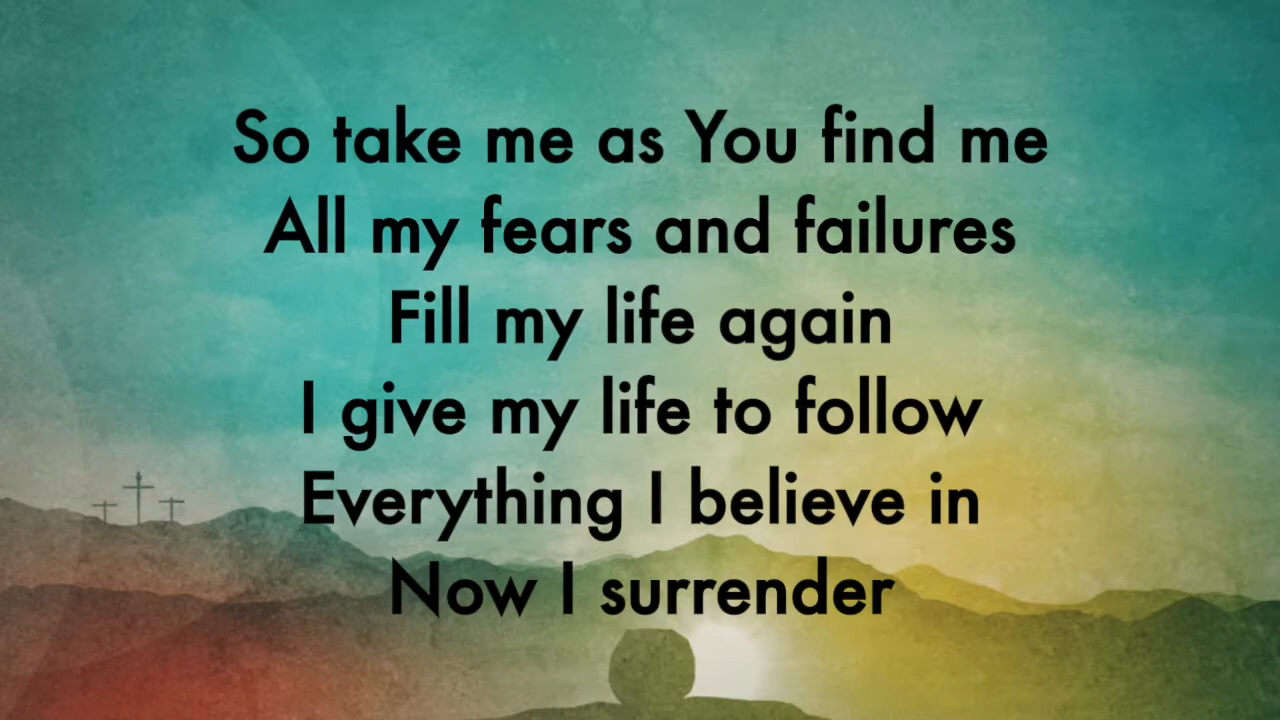 So take me as You find me
All my fears and failures
Fill my life again
I give my life to follow
Everything I believe in
Now I surrender